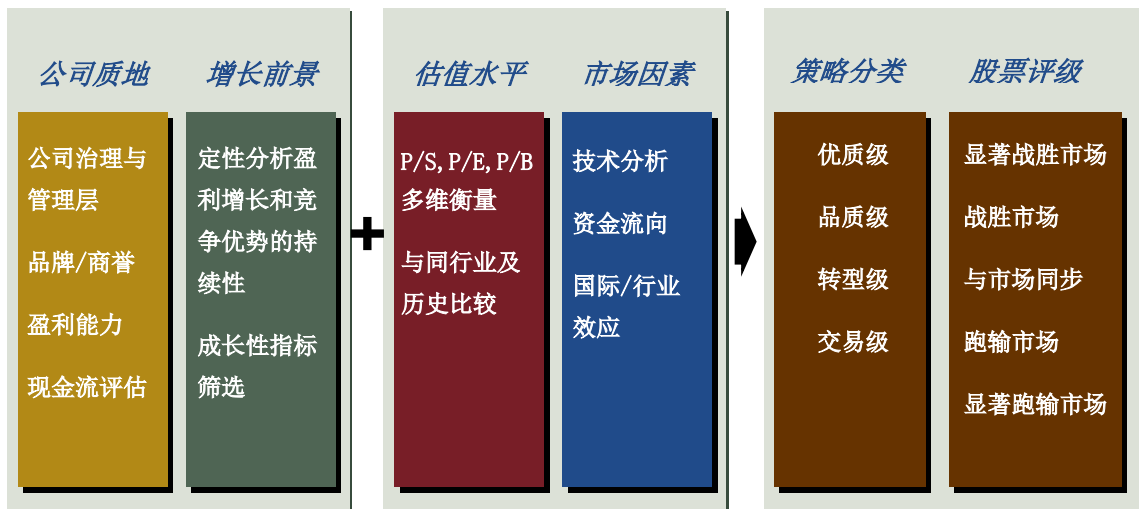 公司质地
公司治理与
管理层
品牌/商誉
盈利能力
现金流评估
增长前景
定性分析盈
利增长和竞
争优势的持
续性
成长性指标
筛选
估值水平
P/S,P/E,P/B
多维衡量
与同行业及
历史比较
市场因素
技术分析
资金流向
国际/行业
效应
策略分类
优质级
品质级
转型级
交易级
股票评级
显著战胜市场
战胜市场
与市场同步
跑输市场
显著跑输市场